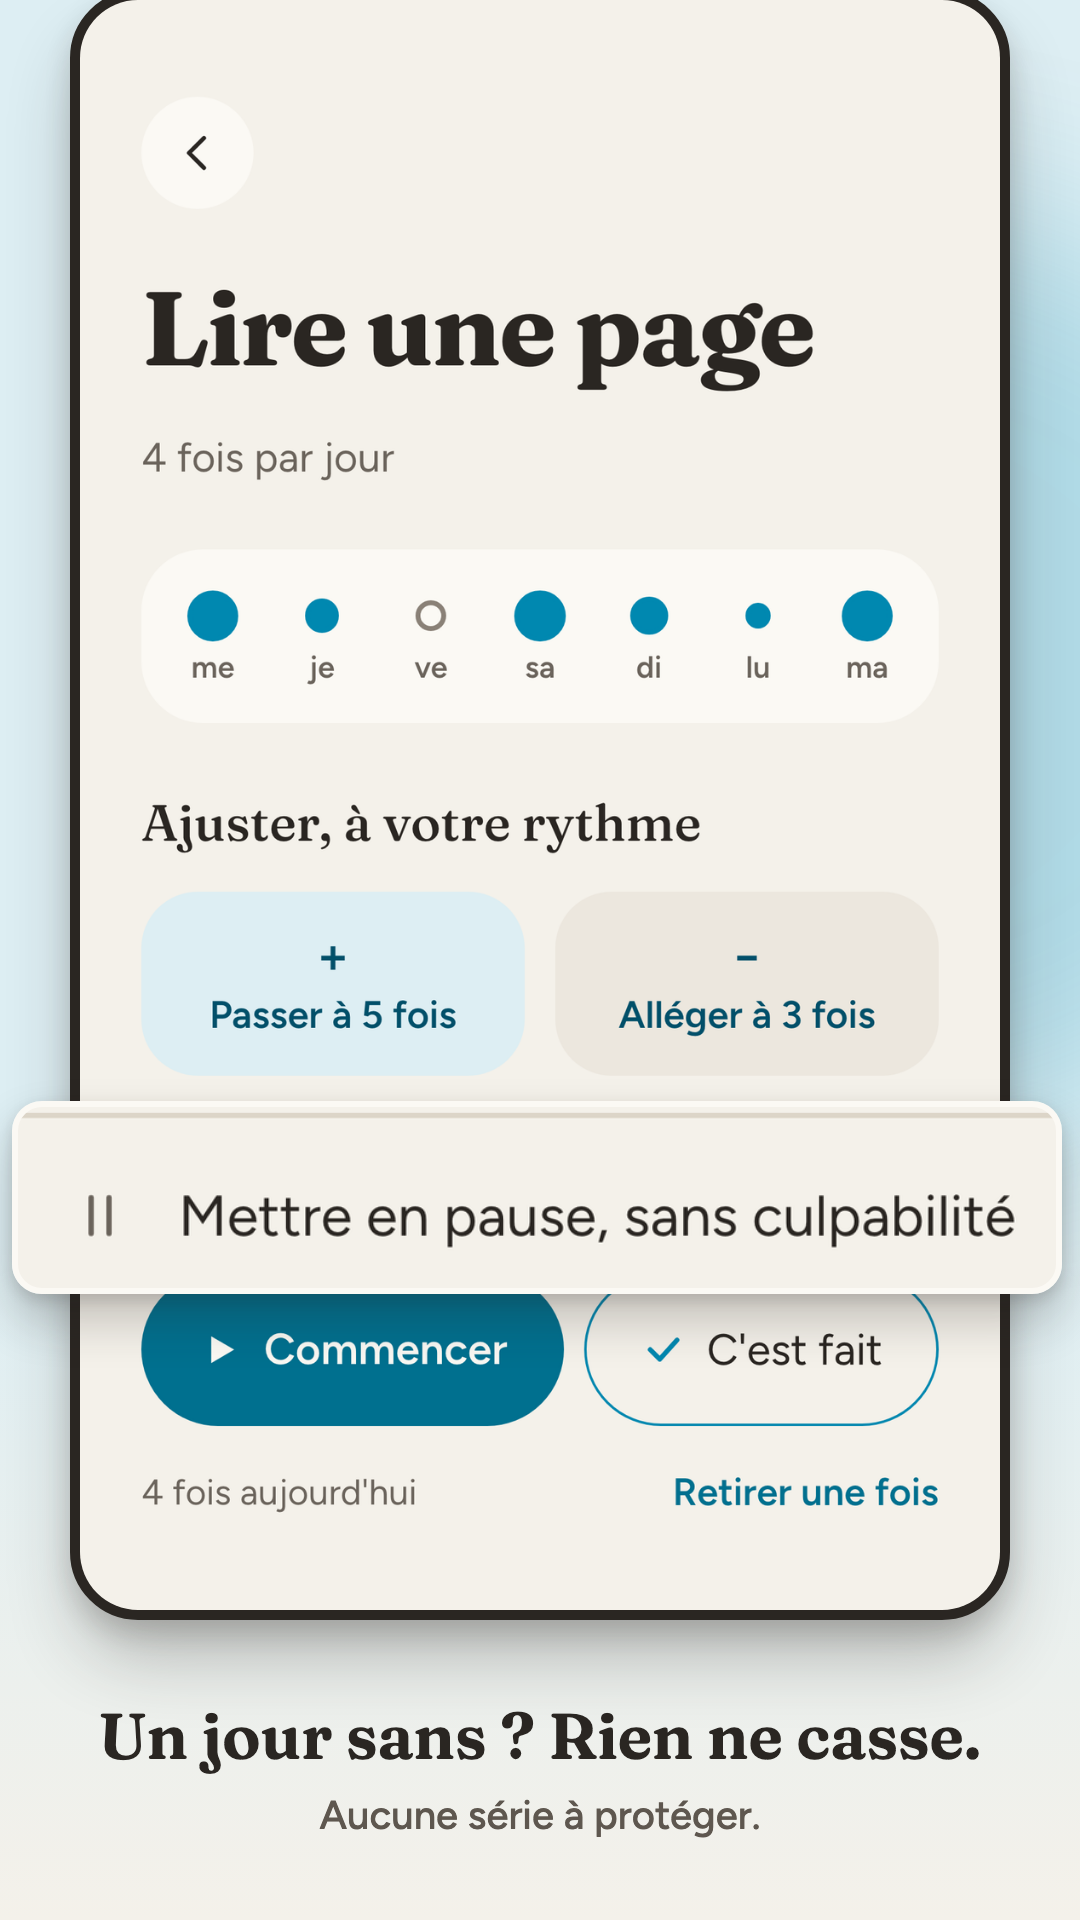 Lire une page
4 fois par jour
me je ve sa di lu ma
Ajuster, à votre rythme
+ −
Passer à 5 fois Alléger à 3 fois
Mettre en pause, sans culpabilité
Commencer C'est fait
4 fois aujourd'hui Retirer une fois
Un jour sans ? Rien ne casse.
Aucune série à protéger.